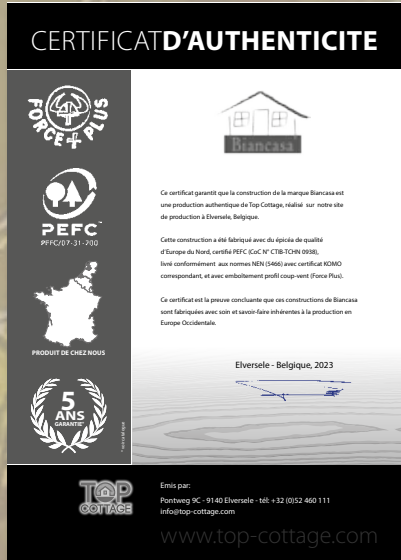 CERTIFICAT D'AUTHENTICITE
FORCE + PLUS
PEFC™
PEFC/07-31-200
PRODUIT DE CHEZ NOUS
5
ANS
GARANTIE*
Biancasa
Ce certificat garantit que la construction de la marque Biancasa est
une production authentique de Top Cottage, réalisé sur notre site
de production à Elversele, Belgique.
Cette construction a été fabriqué avec du épicéa de qualité
d'Europe du Nord, certifié PEFC (CoC N° CTIB-TCHN 0938),
livré conformément aux normes NEN (5466) avec certificat KOMO
correspondant, et avec emboîtement profil coup-vent (Force Plus).
Ce certificat est la preuve concluante que ces constructions de Biancasa
sont fabriquées avec soin et savoir-faire inhérentes à la production en
Europe Occidentale.
Elversele - Belgique, 2023
TOP
COTTAGE
Emis par:
Pontweg 9C - 9140 Elversele - tél: +32 (0)52 460 111
info@top-cottage.com
www.top-cottage.com